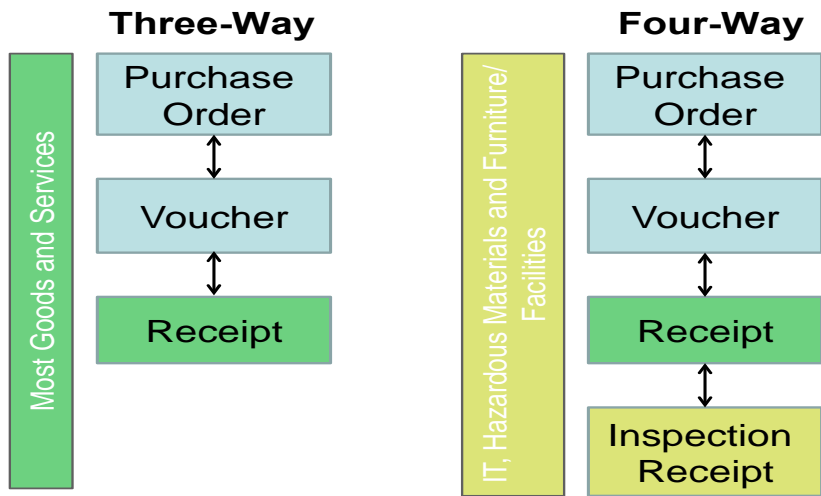 Three-Way
Most Goods and Services
Purchase
Order
Voucher
Receipt
Four-Way
IT, Hazardous Materials and Furniture/
Facilities
Purchase
Order
Voucher
Receipt
Inspection
Receipt